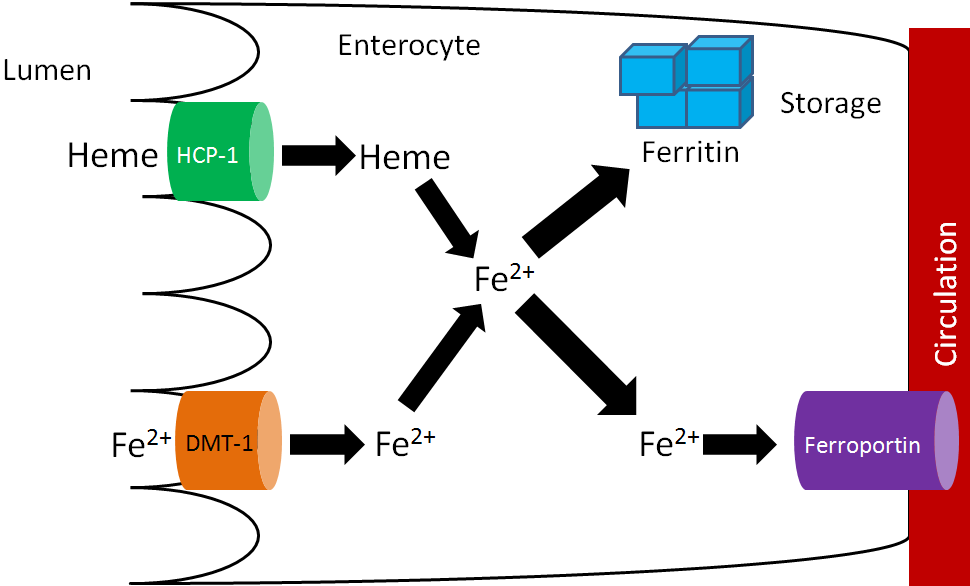 Enterocyte
Lumen
Storage
Heme
HCP-1
Heme
Ferritin
Fe²⁺
Circulation
Fe²⁺
DMT-1
Fe²⁺
Fe²⁺
Ferroportin